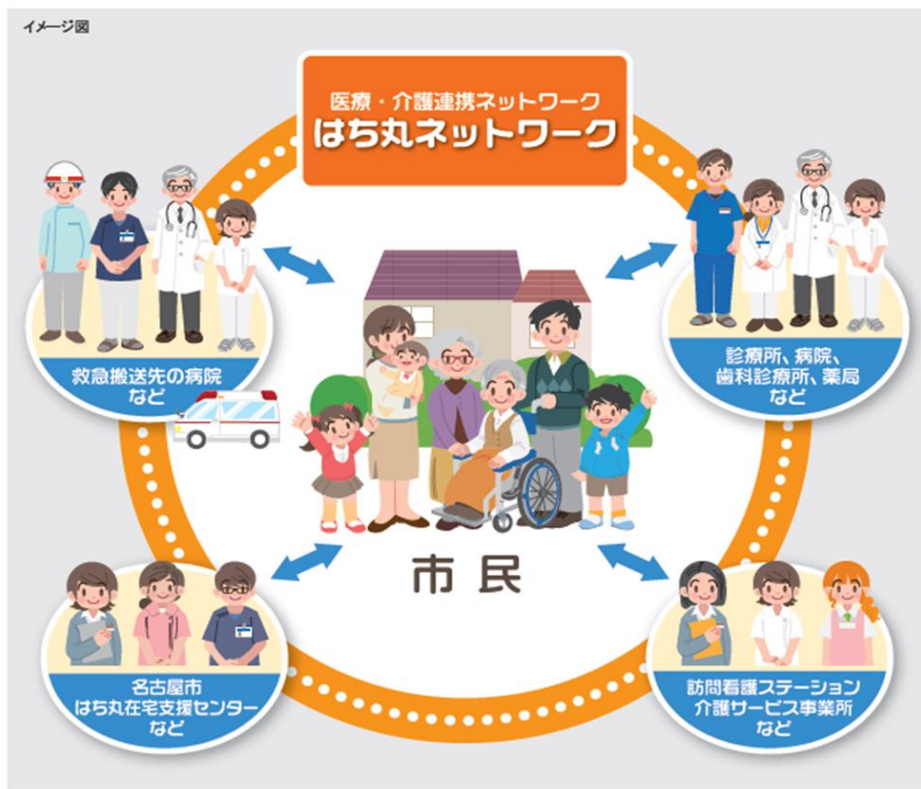 イメージ図
医療・介護連携ネットワーク
はち丸ネットワーク
救急搬送先の病院
など
診療所、病院、
歯科診療所、薬局
など
市民
名古屋市
はち丸在宅支援センター
など
訪問看護ステーション
介護サービス事業所
など